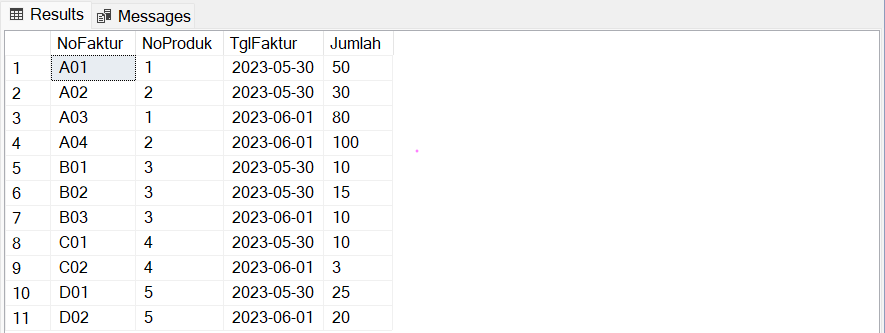 Results Messages
NoFaktur NoProduk TglFaktur Jumlah
1 A01 1 2023-05-30 50
2 A02 2 2023-05-30 30
3 A03 1 2023-06-01 80
4 A04 2 2023-06-01 100
5 B01 3 2023-05-30 10
6 B02 3 2023-05-30 15
7 B03 3 2023-06-01 10
8 C01 4 2023-05-30 10
9 C02 4 2023-06-01 3
10 D01 5 2023-05-30 25
11 D02 5 2023-06-01 20